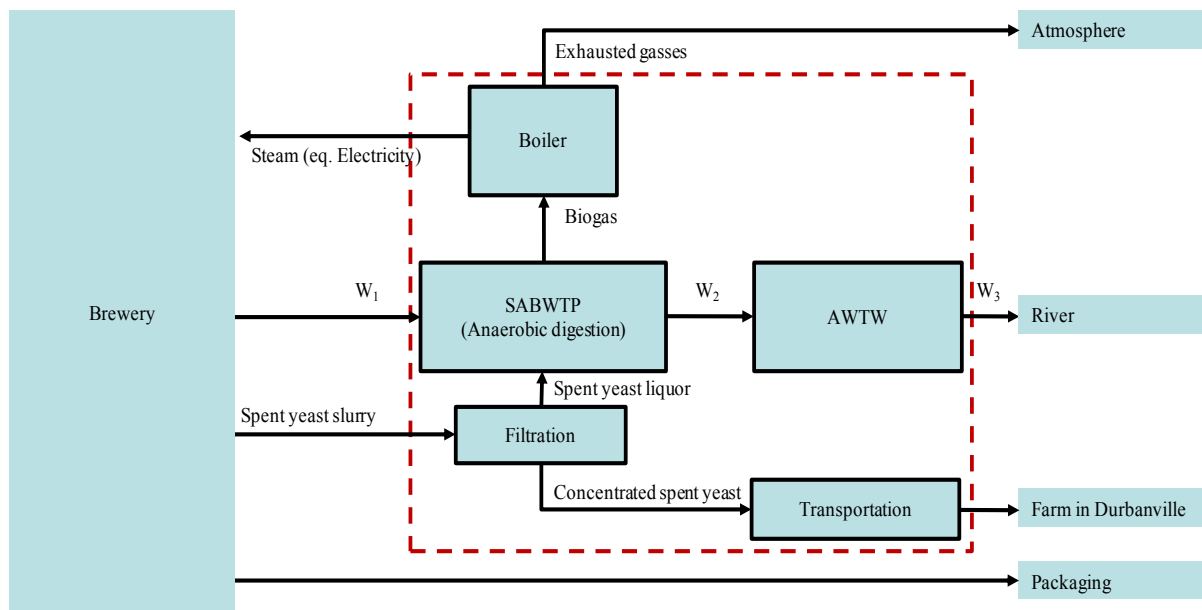 Atmosphere
Exhausted gasses
Boiler
Steam (eq. Electricity)
Biogas
W₁
W₂
W₃
SABWTP
(Anaerobic digestion)
AWTW
Brewery
River
Spent yeast liquor
Spent yeast slurry
Filtration
Concentrated spent yeast
Transportation
Farm in Durbanville
Packaging